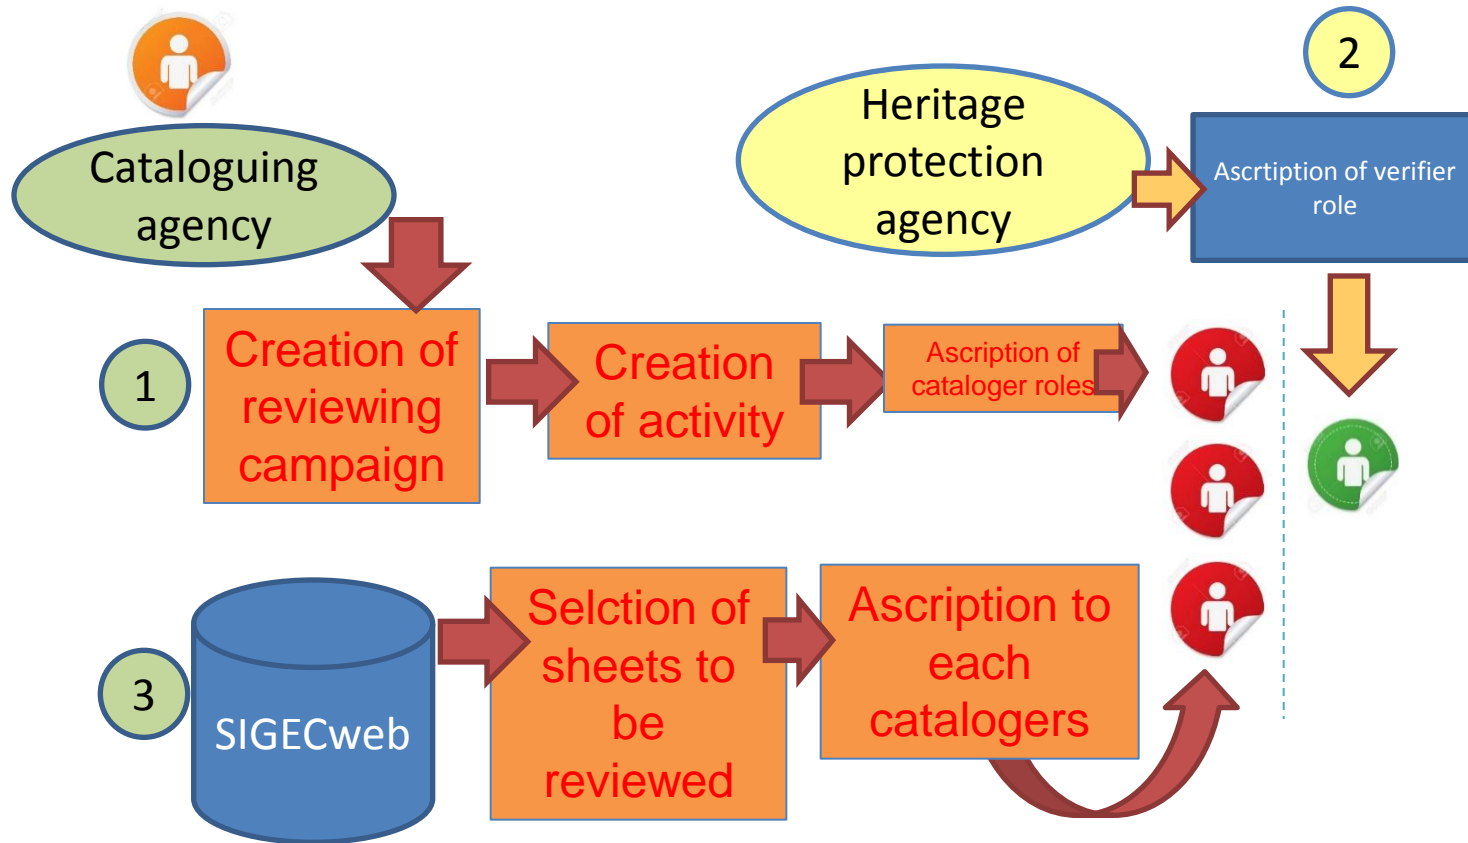 Cataloguing
agency
Heritage
protection
agency
2
Ascrtiption of verifier
role
1
Creation of
reviewing
campaign
Creation
of activity
Ascription of
cataloger roles
3
SIGECweb
Selction of
sheets to
be
reviewed
Ascription to
each
catalogers